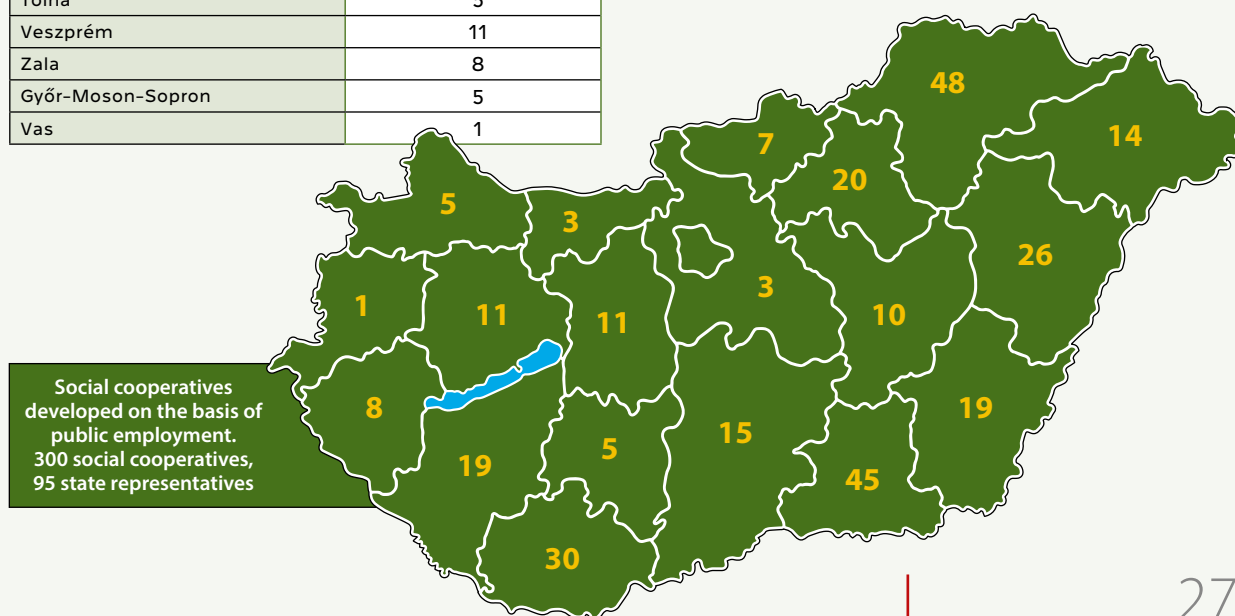 Tolna 5
Veszprém 11
Zala 8
Győr-Moson-Sopron 5
Vas 1
48
14
7
20
5
3
26
3
1
11
11
10
8
19
15
5
19
45
30
Social cooperatives
developed on the basis of
public employment.
300 social cooperatives,
95 state representatives
27